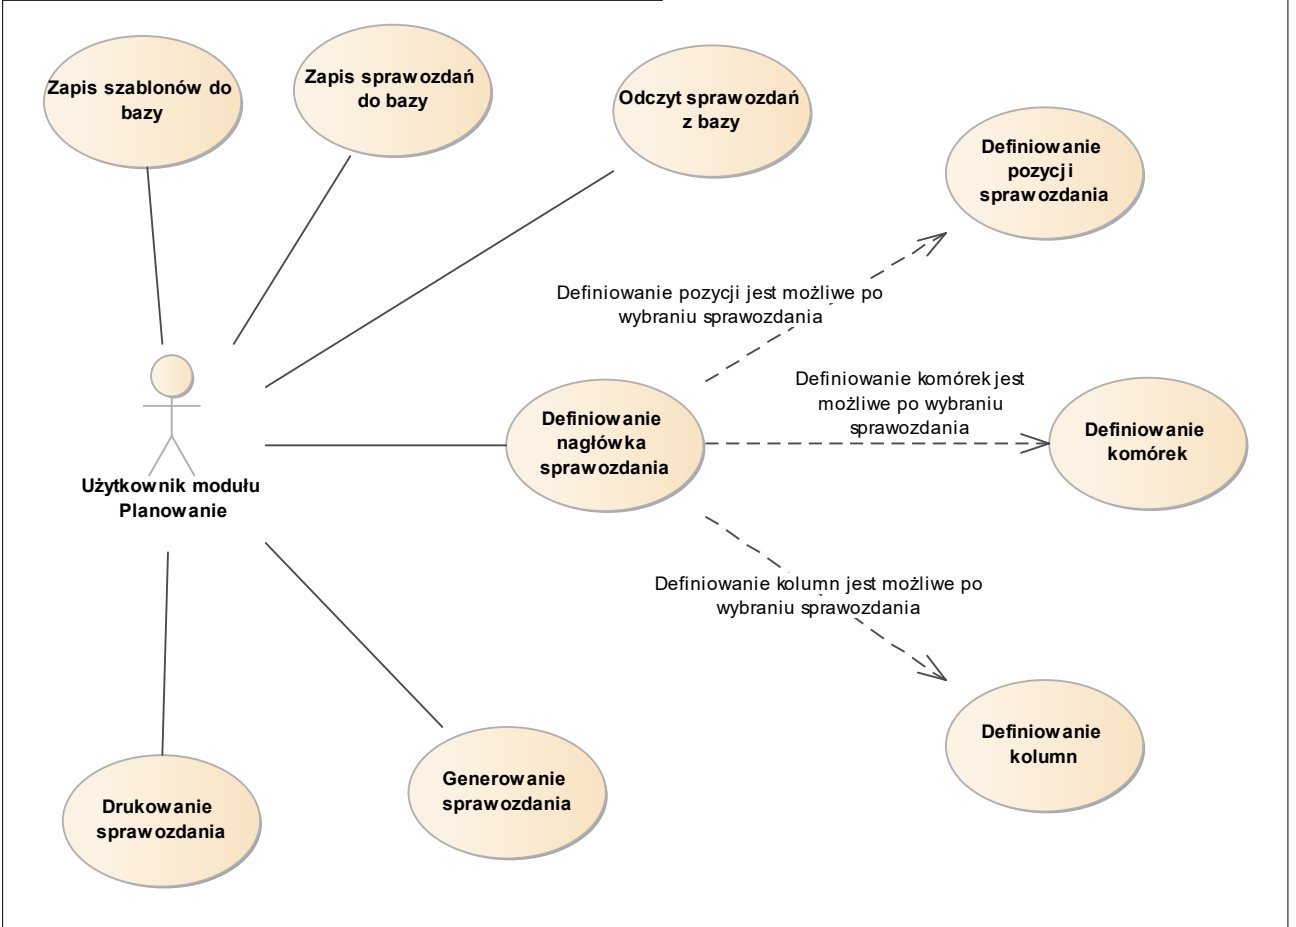 Zapis szablonów do
bazy
Zapis sprawozdań
do bazy
Odczyt sprawozdań
z bazy
Definiowanie
pozycji
sprawozdania
Definiowanie pozycji jest możliwe po
wybraniu sprawozdania
Definiowanie komórek jest
możliwe po wybraniu
sprawozdania
Definiowanie
nagłówka
sprawozdania
Definiowanie
komórek
Użytkownik modułu
Planowanie
Definiowanie kolumn jest możliwe po
wybraniu sprawozdania
Definiowanie
kolumn
Generowanie
sprawozdania
Drukowanie
sprawozdania